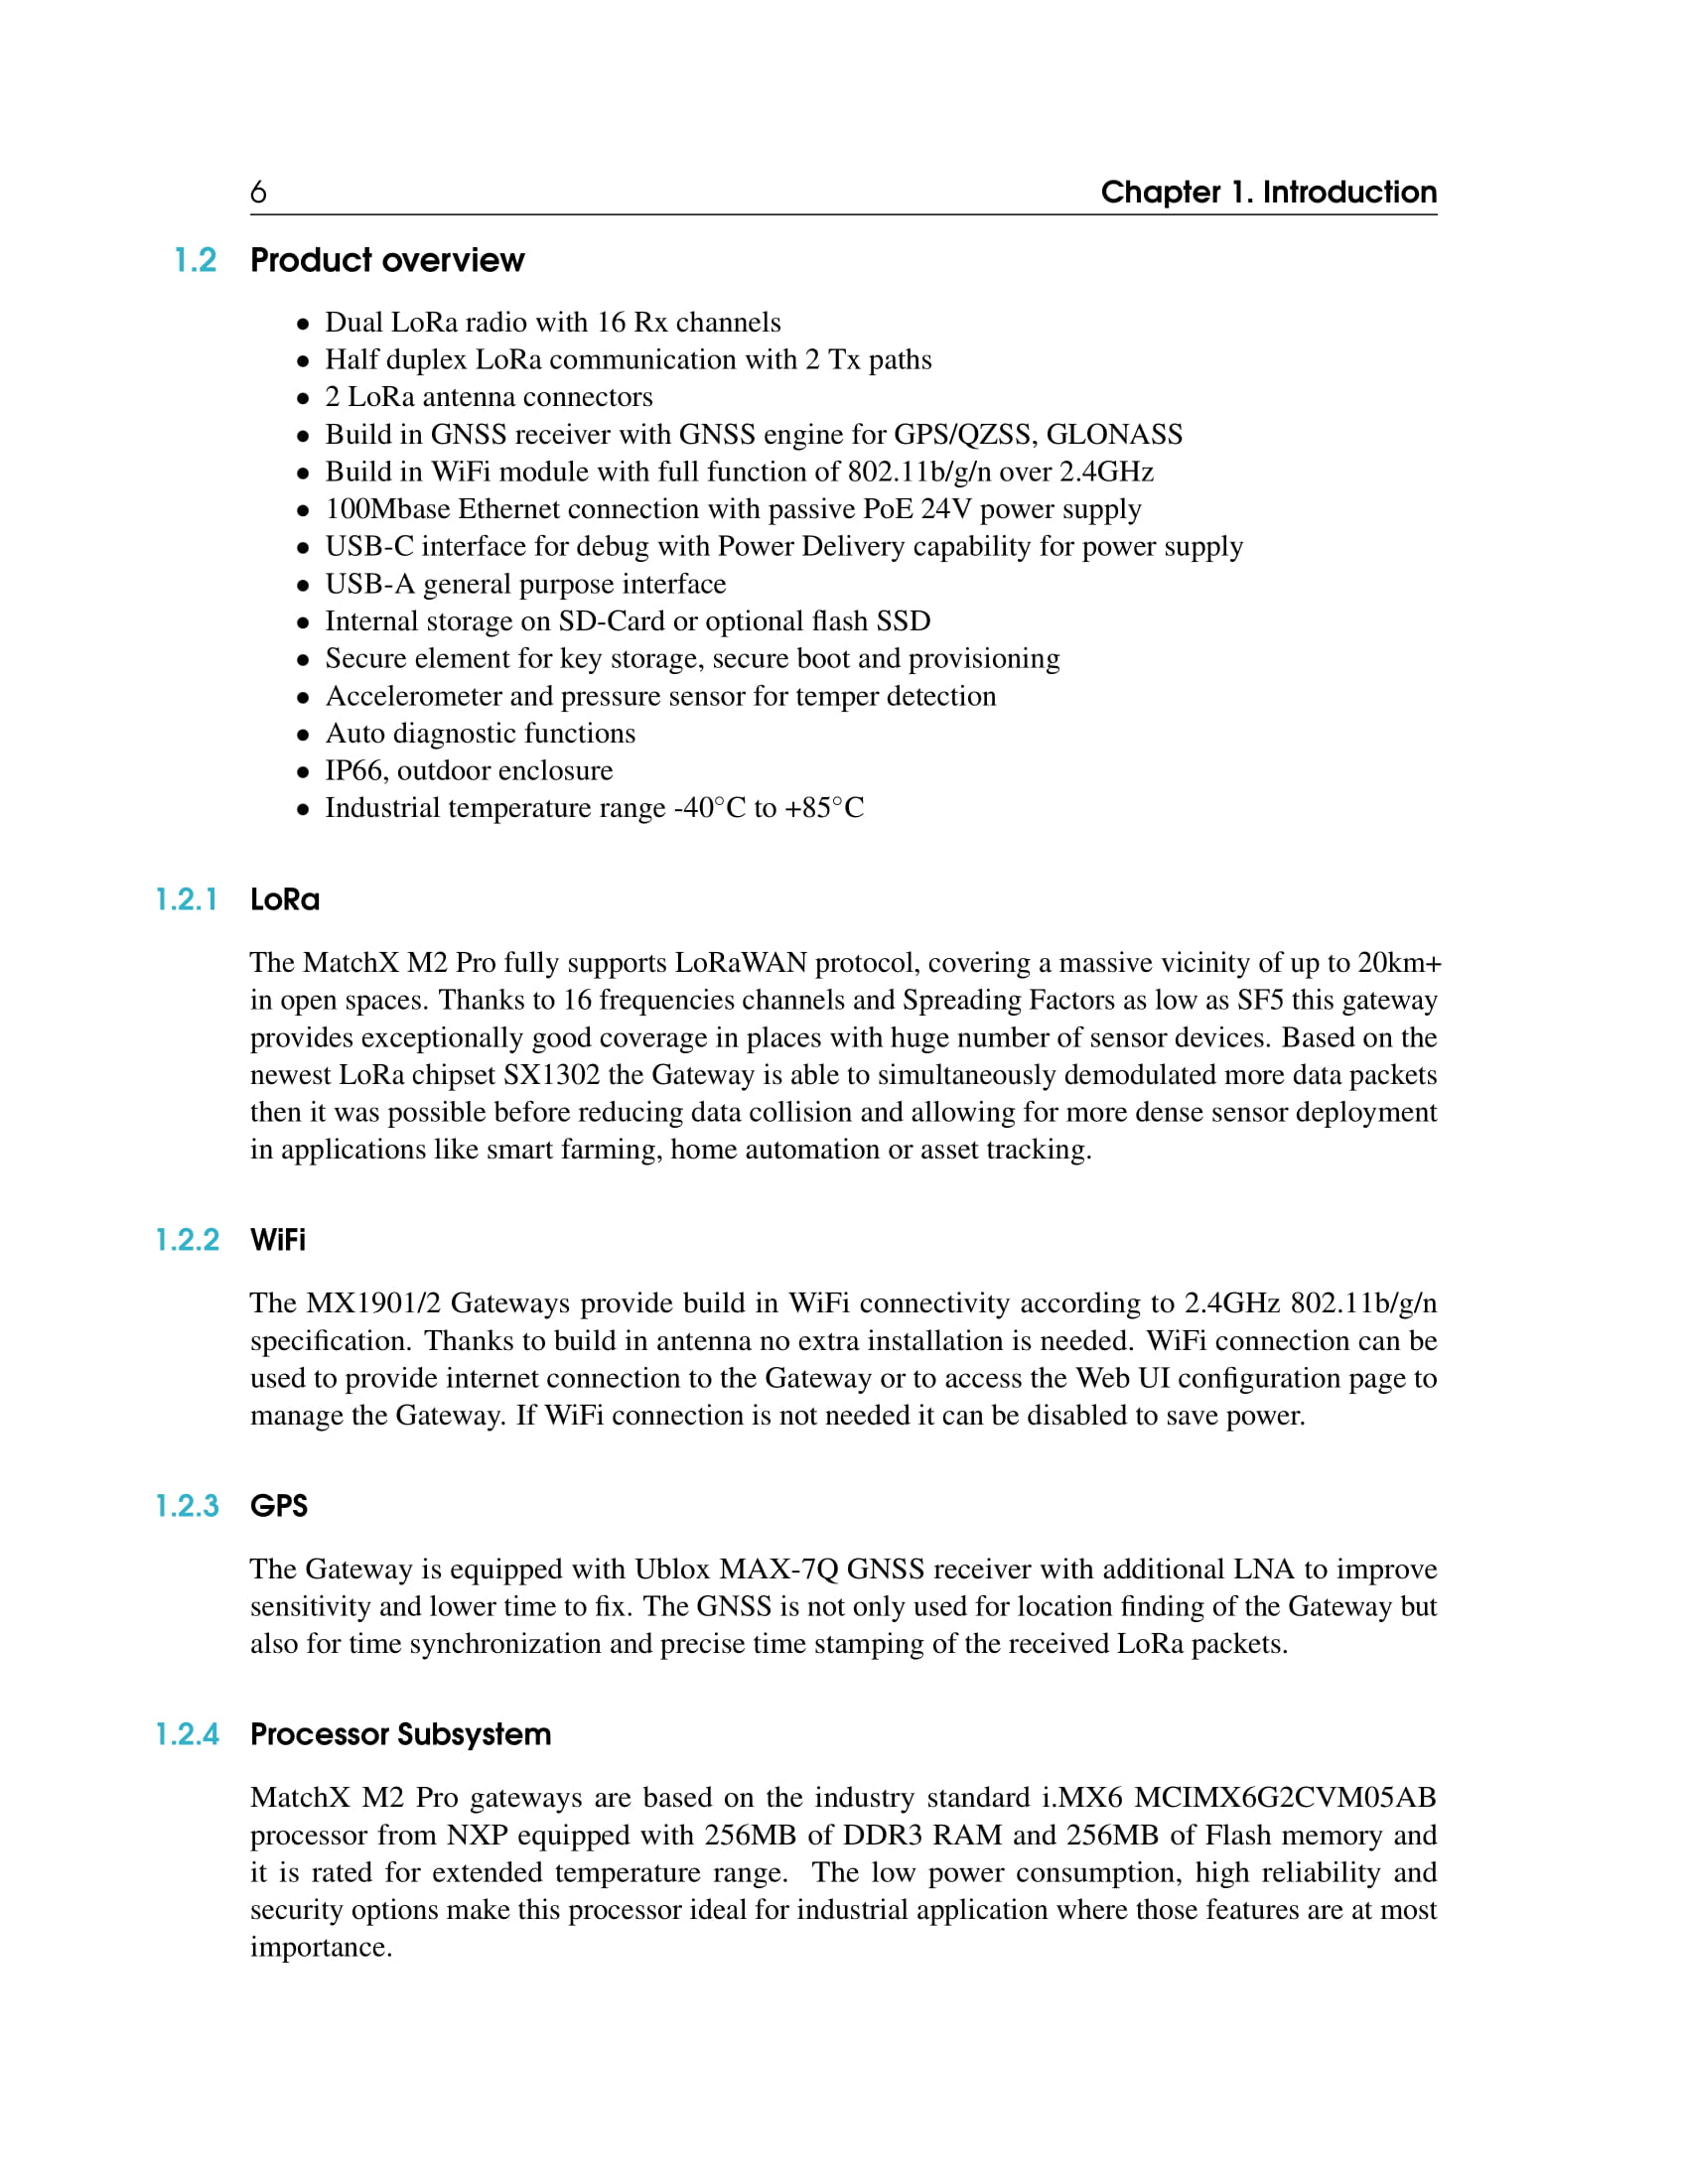 6 Chapter 1. Introduction
1.2 Product overview
• Dual LoRa radio with 16 Rx channels
• Half duplex LoRa communication with 2 Tx paths
• 2 LoRa antenna connectors
• Build in GNSS receiver with GNSS engine for GPS/QZSS, GLONASS
• Build in WiFi module with full function of 802.11b/g/n over 2.4GHz
• 100Mbase Ethernet connection with passive PoE 24V power supply
• USB-C interface for debug with Power Delivery capability for power supply
• USB-A general purpose interface
• Internal storage on SD-Card or optional flash SSD
• Secure element for key storage, secure boot and provisioning
• Accelerometer and pressure sensor for temper detection
• Auto diagnostic functions
• IP66, outdoor enclosure
• Industrial temperature range -40°C to +85°C
1.2.1 LoRa
The MatchX M2 Pro fully supports LoRaWAN protocol, covering a massive vicinity of up to 20km+
in open spaces. Thanks to 16 frequencies channels and Spreading Factors as low as SF5 this gateway
provides exceptionally good coverage in places with huge number of sensor devices. Based on the
newest LoRa chipset SX1302 the Gateway is able to simultaneously demodulated more data packets
then it was possible before reducing data collision and allowing for more dense sensor deployment
in applications like smart farming, home automation or asset tracking.
1.2.2 WiFi
The MX1901/2 Gateways provide build in WiFi connectivity according to 2.4GHz 802.11b/g/n
specification. Thanks to build in antenna no extra installation is needed. WiFi connection can be
used to provide internet connection to the Gateway or to access the Web UI configuration page to
manage the Gateway. If WiFi connection is not needed it can be disabled to save power.
1.2.3 GPS
The Gateway is equipped with Ublox MAX-7Q GNSS receiver with additional LNA to improve
sensitivity and lower time to fix. The GNSS is not only used for location finding of the Gateway but
also for time synchronization and precise time stamping of the received LoRa packets.
1.2.4 Processor Subsystem
MatchX M2 Pro gateways are based on the industry standard i.MX6 MCIMX6G2CVM05AB
processor from NXP equipped with 256MB of DDR3 RAM and 256MB of Flash memory and
it is rated for extended temperature range. The low power consumption, high reliability and
security options make this processor ideal for industrial application where those features are at most
importance.